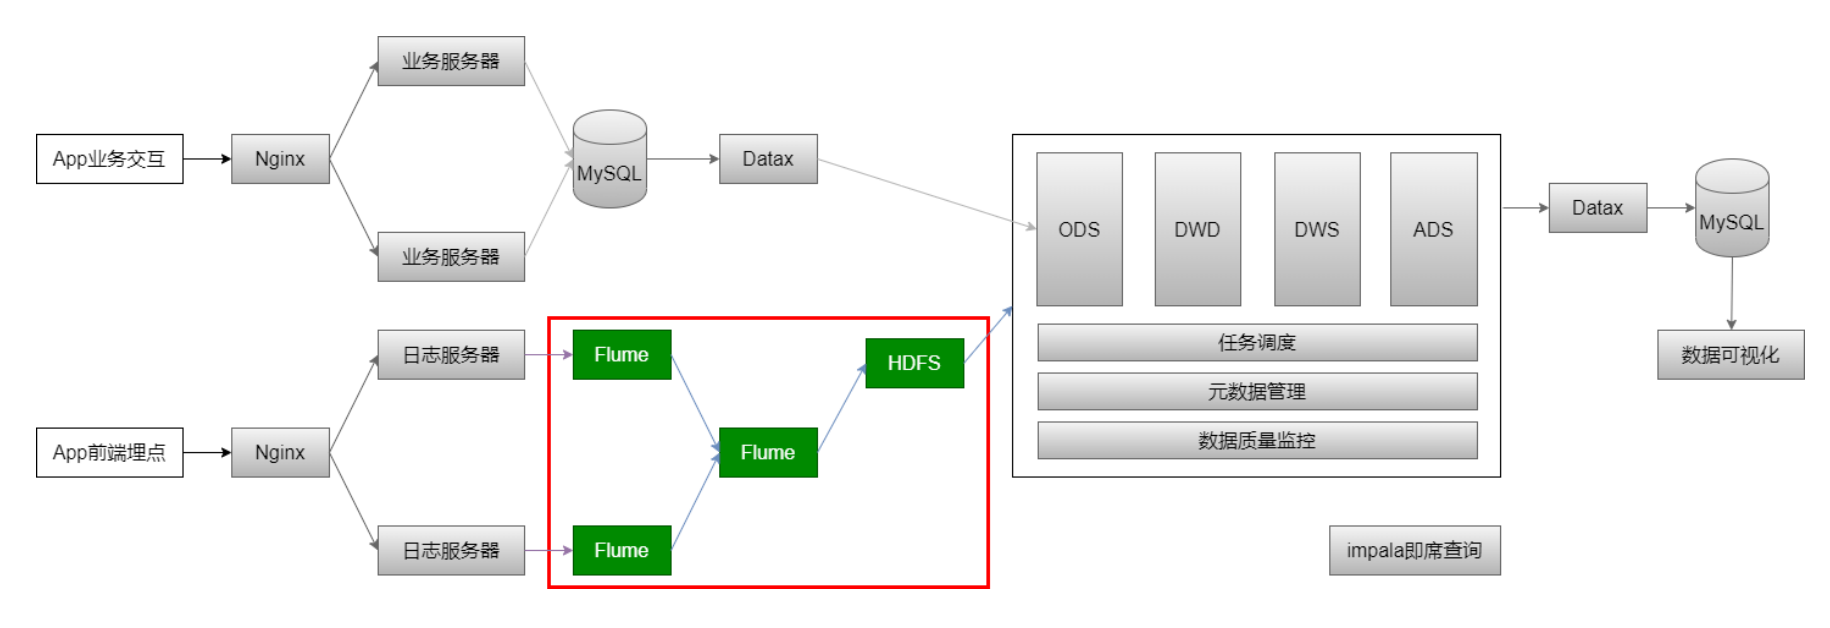 App业务交互
Nginx
业务服务器
业务服务器
MySQL
Datax
App前端埋点
Nginx
日志服务器
日志服务器
Flume
Flume
Flume
HDFS
ODS
DWD
DWS
ADS
任务调度
元数据管理
数据质量监控
impala即席查询
Datax
MySQL
数据可视化